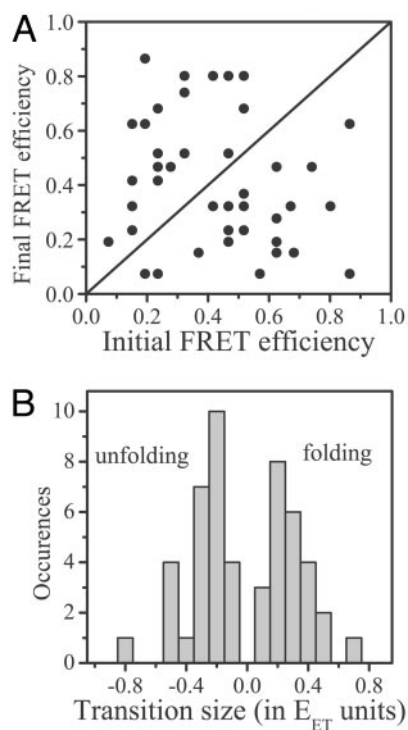 A
1.0
0.8
0.6
0.4
0.2
0.0
Final FRET efficiency
0.0 0.2 0.4 0.6 0.8 1.0
Initial FRET efficiency
B
10
8
6
4
2
0
Occurences
unfolding folding
-0.8 -0.4 0.0 0.4 0.8
Transition size (in E_ET units)